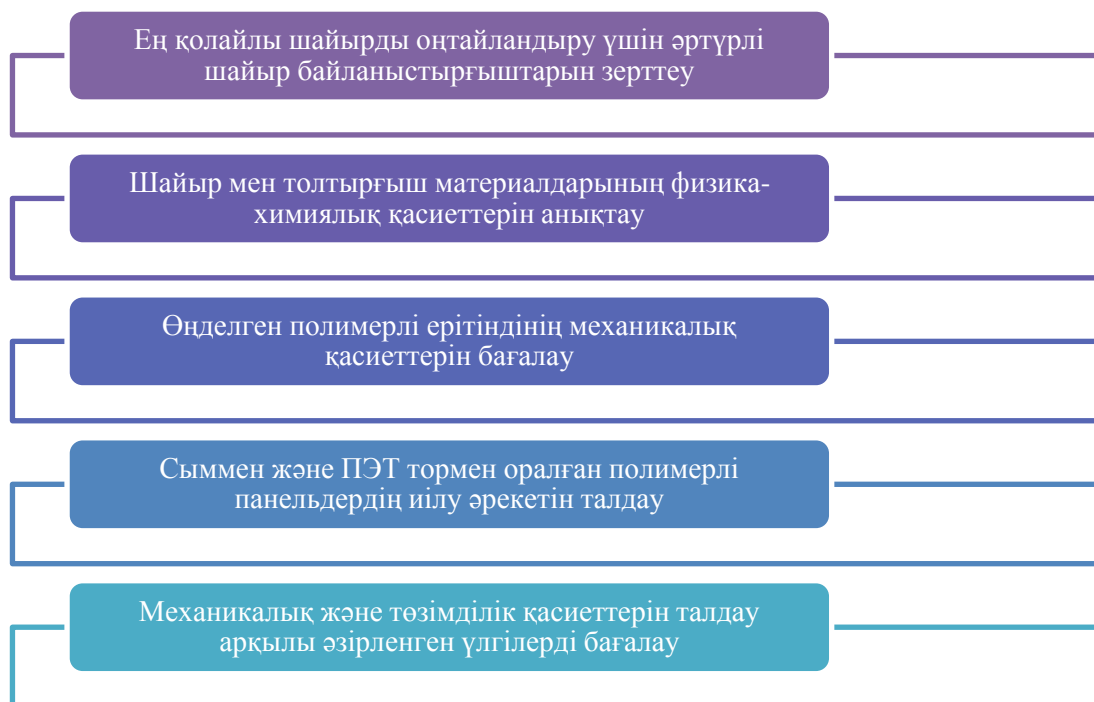 Ең қолайлы шайырды оңтайландыру үшін әртүрлі
шайыр байланыстырғыштарын зерттеу
Шайыр мен толтырғыш материалдарының физика-
химиялық қасиеттерін анықтау
Өңделген полимерлі ерітіндінің механикалық
қасиеттерін бағалау
Сыммен және ПЭТ тормен оралған полимерлі
панельдердің иілу әрекетін талдау
Механикалық және төзімділік қасиеттерін талдау
арқылы әзірленген үлгілерді бағалау